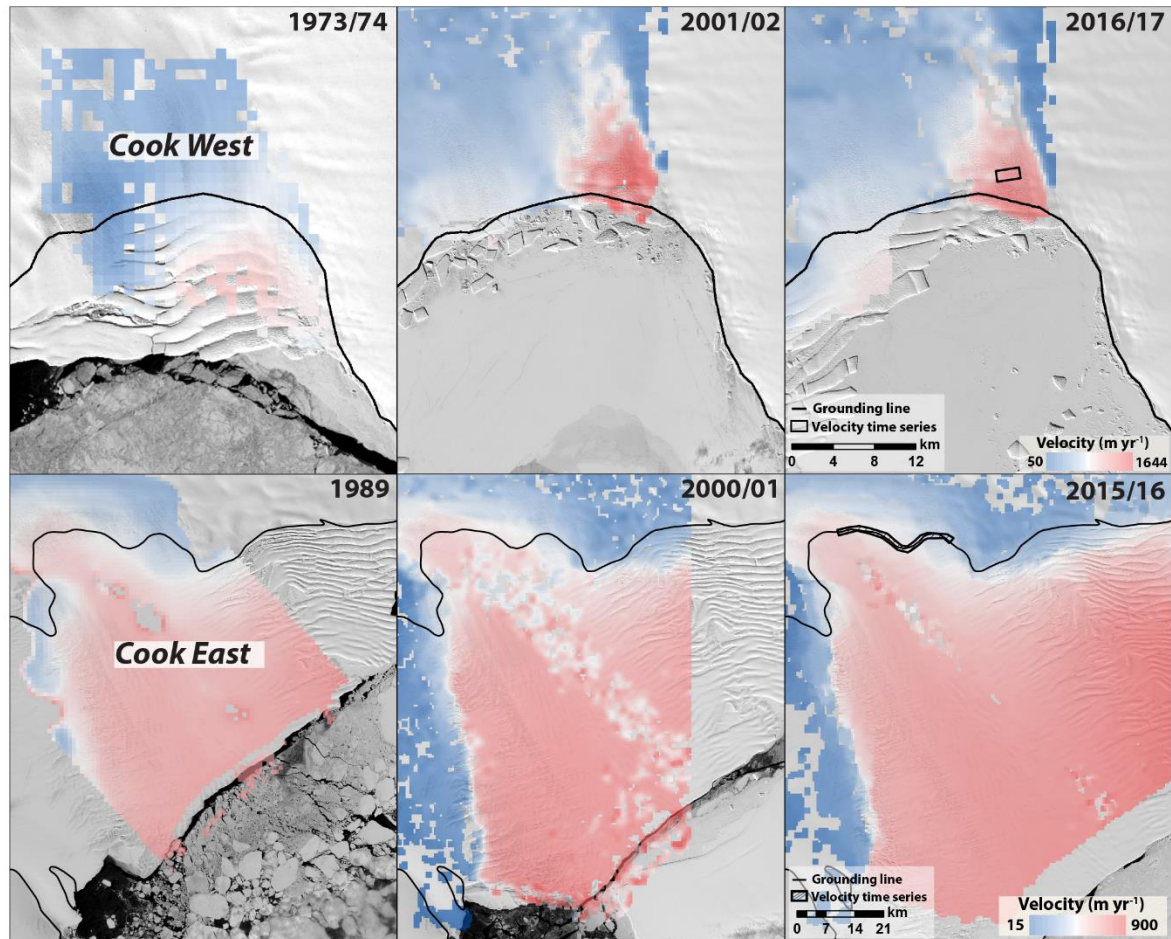 1973/74
Cook West
2001/02
2016/17
Grounding line
Velocity time series
km
0 4 8 12
Velocity (m yr-1)
50 1644
1989
Cook East
2000/01
2015/16
Grounding line
Velocity time series
km
0 7 14 21
Velocity (m yr-1)
15 900